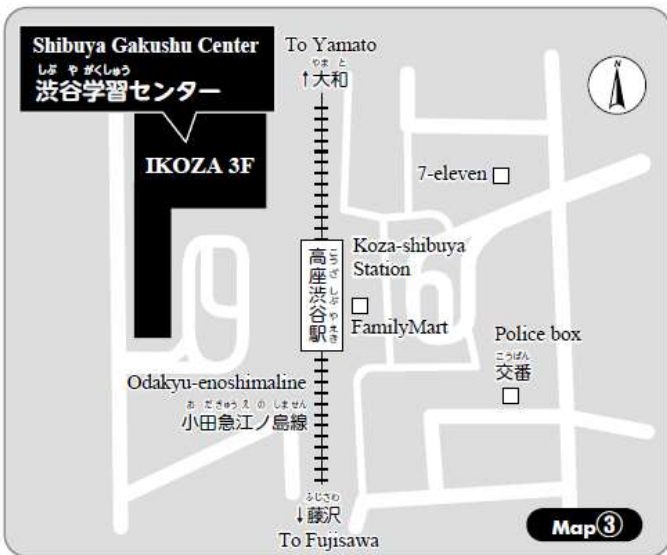 Shibuya Gakushu Center
しぶ や がくしゅう
渋谷学習センター
IKOZA 3F
To Yamato
やま と
↑大和
N
7-eleven
Koza-shibuya
Station
こうざ しぶ や えき
高座渋谷駅
FamilyMart
Police box
こうばん
交番
Odakyu-enoshimaline
お だきゅう え の しません
小田急江ノ島線
ふじさわ
↓藤沢
To Fujisawa
Map③